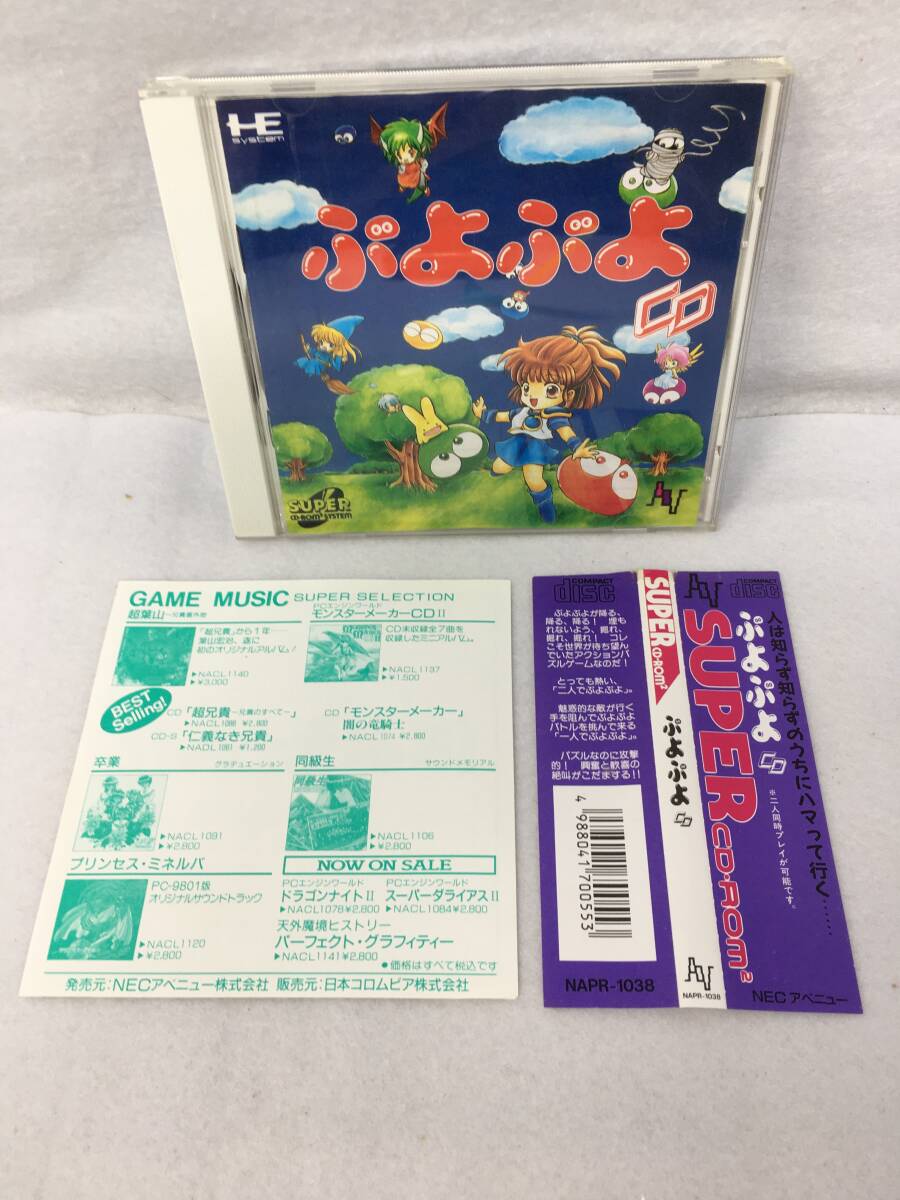 HE
system
ぷよぷよ
CD
SUPER
CD-ROM² SYSTEM
GAME MUSIC SUPER SELECTION
超葉山 ―兄貴番外地
「超兄貴」から1年―
葉山宏治、遂に
初のオリジナルアルバム!
▶NACL1140
▶¥3,000
PCエンジンワールド
モンスターメーカーCDⅡ
CD未収録全7曲を
収録したミニアルバム。
▶NACL1137
▶¥1,500
BEST
Selling!
CD 「超兄貴―兄貴のすべて―」
▶NACL1088 ¥2,800
CD-S 「仁義なき兄貴」
▶NADL1061 ¥1,200
CD 「モンスターメーカー」
闇の竜騎士
▶NACL1074 ¥2,800
卒業 グラデュエーション
▶NACL1091
▶¥2,800
同級生 サウンドメモリアル
同級生
▶NACL1106
▶¥2,800
プリンセス・ミネルバ
PC-9801版
オリジナルサウンドトラック
▶NACL1120
▶¥2,800
NOW ON SALE
PCエンジンワールド
ドラゴンナイトⅡ
▶NACL1078¥2,800
PCエンジンワールド
スーパーダライアスⅡ
▶NACL1084¥2,800
天外魔境ヒストリー
パーフェクト・グラフィティー
▶NACL1141¥2,800
●価格はすべて税込です
発売元:NECアベニュー株式会社 販売元:日本コロムビア株式会社
COMPACT
disc
ぷよぷよが降る、
降る、降る! 埋も
れないよう、掘れ、
掘れ、掘れ! コレ
こそ世界が待ち望ん
でいたアクションパ
ズルゲームなのだ!
とっても熱い、
「二人でぷよぷよ」。
魅惑的な敵が行く
手を阻んでぷよぷよ
バトルを挑んで来る
「一人でぷよぷよ」。
パズルなのに攻撃
的! 興奮と歓喜の
絶叫がこだまする!!
4 988041 700553
NAPR-1038
SUPER CD-ROM²
ぷよぷよ CD
NAPR-1038
COMPACT
disc
人は知らず知らずのうちにハマって行く……
ぷよぷよ CD
※二人同時プレイが可能です。
SUPER CD-ROM²
NECアベニュー